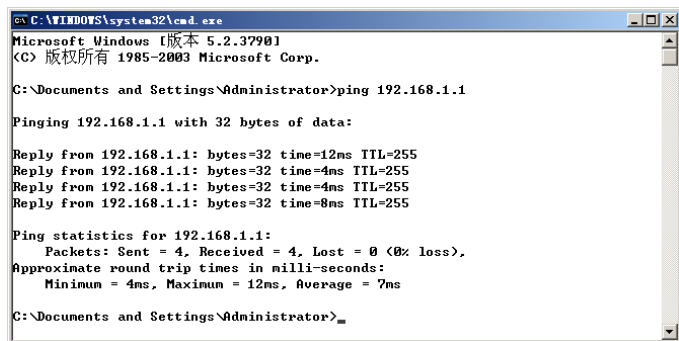 C:\WINDOWS\system32\cmd.exe
Microsoft Windows [版本 5.2.3790]
(C) 版权所有 1985-2003 Microsoft Corp.
C:\Documents and Settings\Administrator>ping 192.168.1.1
Pinging 192.168.1.1 with 32 bytes of data:
Reply from 192.168.1.1: bytes=32 time=12ms TTL=255
Reply from 192.168.1.1: bytes=32 time=4ms TTL=255
Reply from 192.168.1.1: bytes=32 time=4ms TTL=255
Reply from 192.168.1.1: bytes=32 time=8ms TTL=255
Ping statistics for 192.168.1.1:
    Packets: Sent = 4, Received = 4, Lost = 0 (0% loss),
Approximate round trip times in milli-seconds:
    Minimum = 4ms, Maximum = 12ms, Average = 7ms
C:\Documents and Settings\Administrator>_